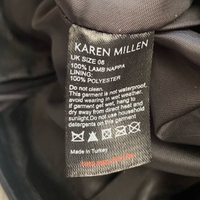 KAREN MILLEN
UK SIZE 06
100% LAMB NAPPA
LINING:
100% POLYESTER
Do not clean.
This garment is not waterproof,
avoid wearing in wet weather.
if garment does get wet
dry away from direct heat and
sunlight.Do not use household
detergents on this garment
Made in Turkey